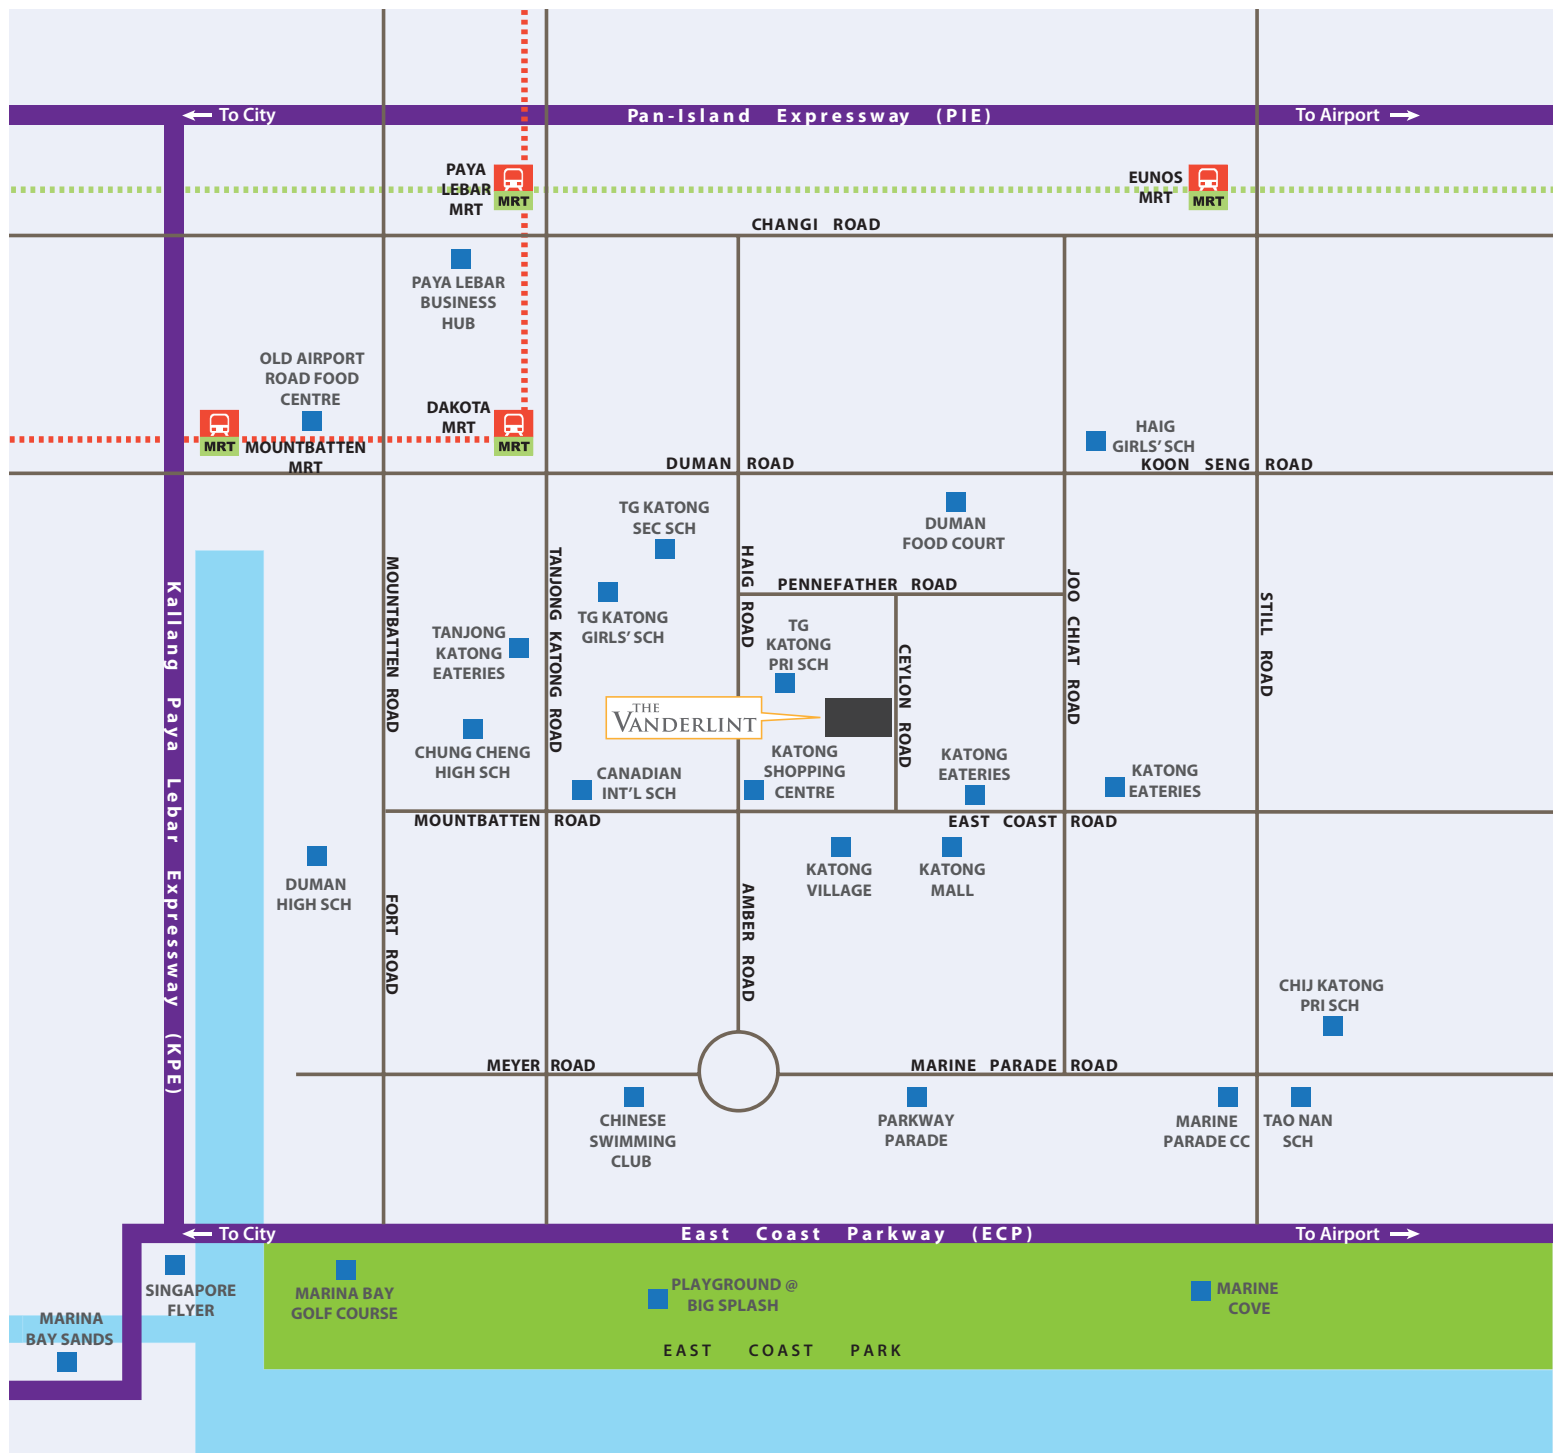 To City
Pan-Island Expressway (PIE)
To Airport
PAYA
LEBAR
MRT
MRT
EUNOS
MRT
MRT
CHANGI ROAD
PAYA LEBAR
BUSINESS
HUB
OLD AIRPORT
ROAD FOOD
CENTRE
DAKOTA
MRT
MRT
MRT
MOUNTBATTEN
MRT
HAIG
GIRLS' SCH
DUMAN ROAD
KOON SENG ROAD
TG KATONG
SEC SCH
DUMAN
FOOD COURT
Kallang Paya Lebar Expressway (KPE)
MOUNTBATTEN ROAD
TANJONG KATONG ROAD
HAIG ROAD
PENNEFATHER ROAD
JOO CHIAT ROAD
STILL ROAD
TG KATONG
GIRLS' SCH
TANJONG
KATONG
EATERIES
TG
KATONG
PRI SCH
CEYLON ROAD
THE
VANDERLINT
CHUNG CHENG
HIGH SCH
CANADIAN
INT'L SCH
KATONG
SHOPPING
CENTRE
KATONG
EATERIES
KATONG
EATERIES
MOUNTBATTEN ROAD
EAST COAST ROAD
DUMAN
HIGH SCH
KATONG
VILLAGE
KATONG
MALL
FORT ROAD
AMBER ROAD
CHIJ KATONG
PRI SCH
MEYER ROAD
MARINE PARADE ROAD
CHINESE
SWIMMING
CLUB
PARKWAY
PARADE
MARINE
PARADE CC
TAO NAN
SCH
To City
East Coast Parkway (ECP)
To Airport
SINGAPORE
FLYER
MARINA BAY
GOLF COURSE
PLAYGROUND @
BIG SPLASH
MARINE
COVE
MARINA
BAY SANDS
EAST COAST PARK